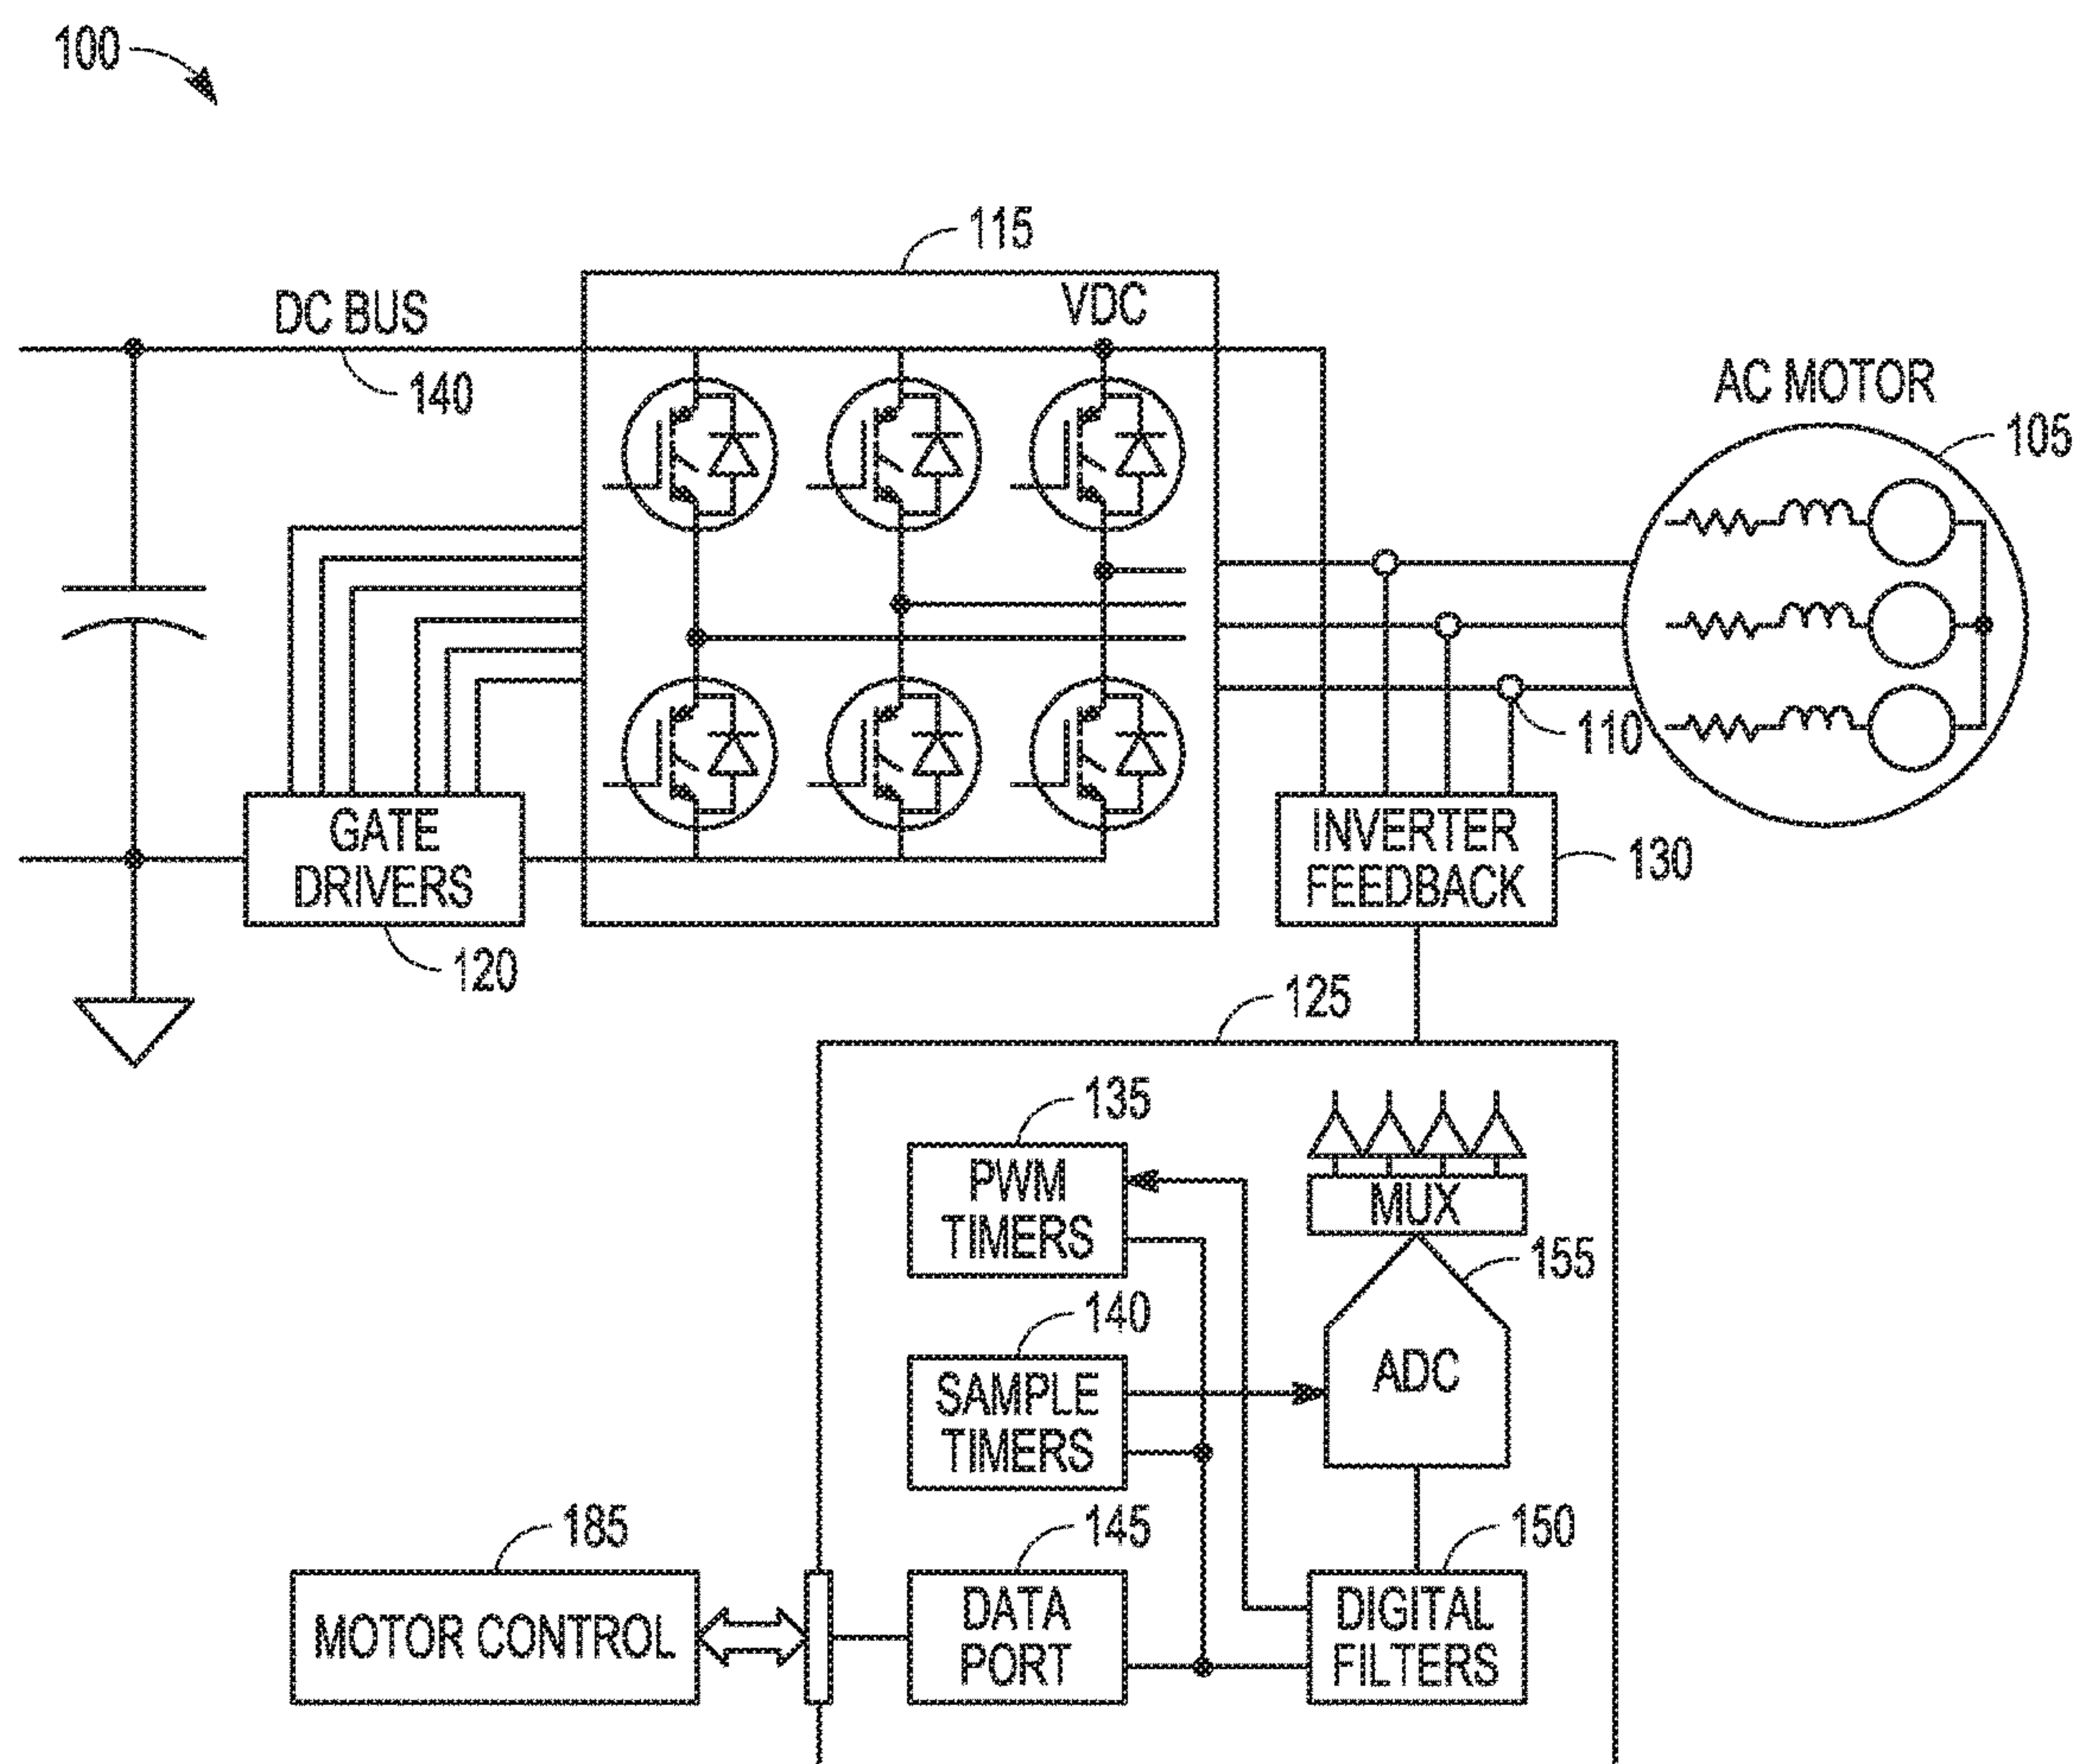 100
115
DC BUS
VDC
140
AC MOTOR
105
110
GATE
DRIVERS
INVERTER
FEEDBACK
130
120
125
135
PWM
TIMERS
MUX
155
140
SAMPLE
TIMERS
ADC
185
145
150
MOTOR CONTROL
DATA
PORT
DIGITAL
FILTERS